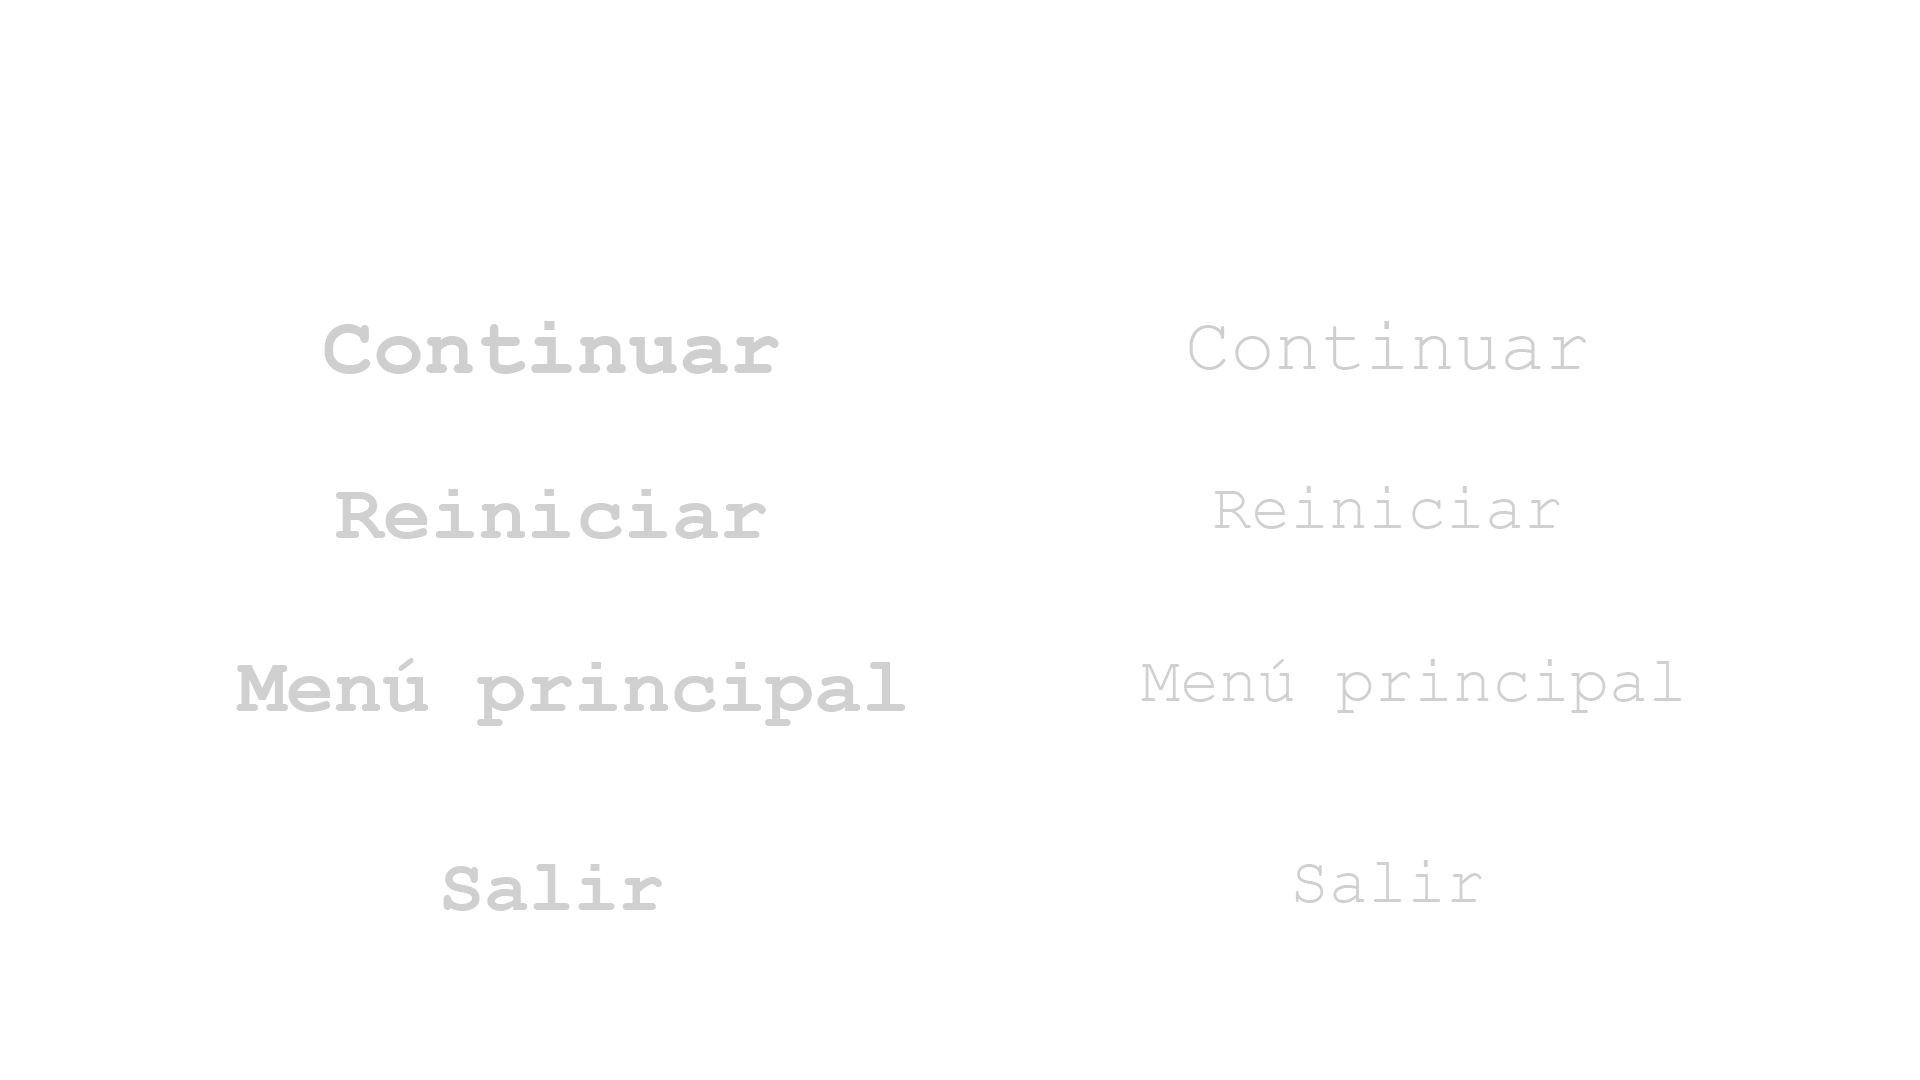 Continuar
Continuar
Reiniciar
Reiniciar
Menú principal
Menú principal
Salir
Salir